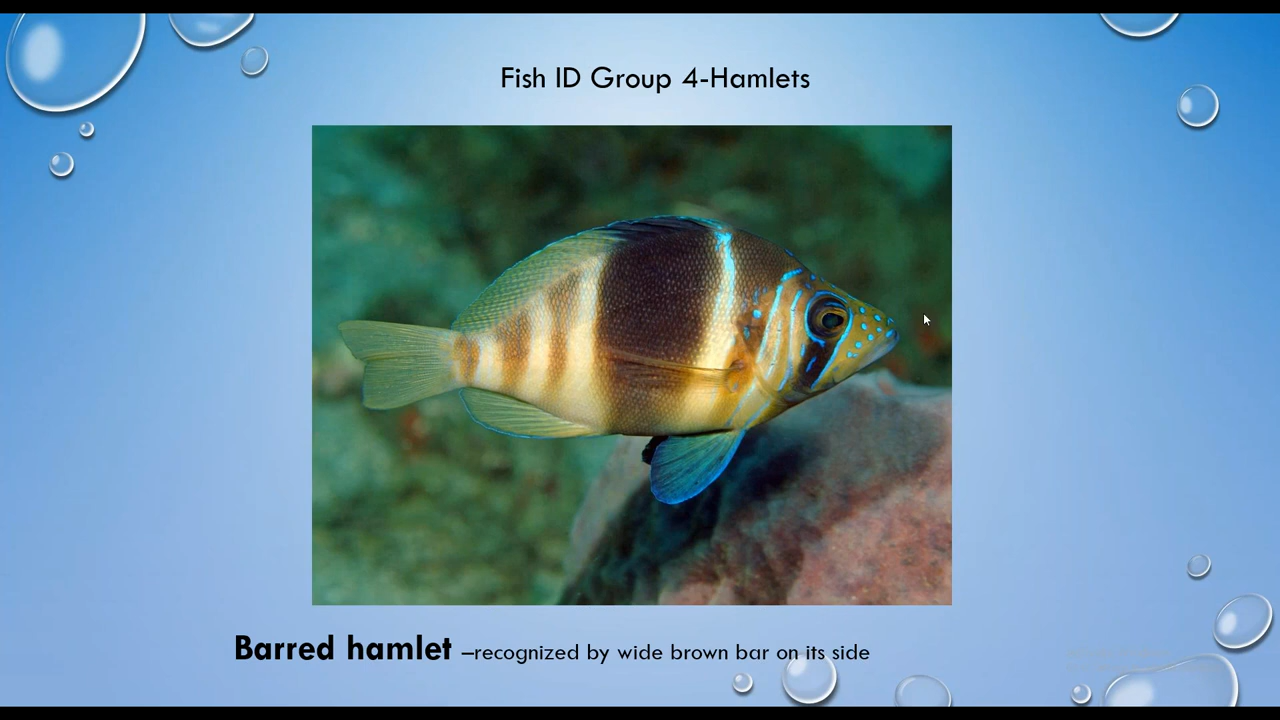 Fish ID Group 4-Hamlets
Barred hamlet –recognized by wide brown bar on its side